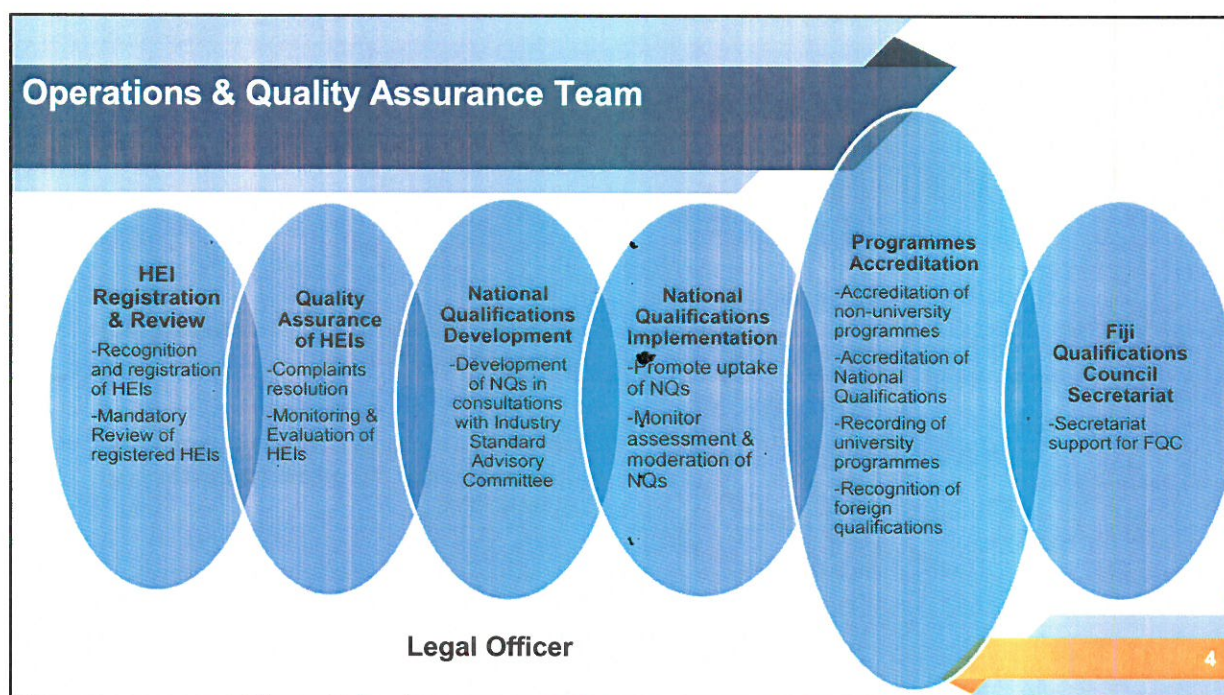 Operations & Quality Assurance Team
HEI
Registration
& Review
-Recognition
and registration
of HEIs
-Mandatory
Review of
registered HEIs
Quality
Assurance
of HEIs
-Complaints
resolution
-Monitoring &
Evaluation of
HEIs
National
Qualifications
Development
-Development
of NQs in
consultations
with Industry
Standard
Advisory
Committee
National
Qualifications
Implementation
-Promote uptake
of NQs
-Monitor
assessment &
moderation of
NQs
Programmes
Accreditation
-Accreditation of
non-university
programmes
-Accreditation of
National
Qualifications
-Recording of
university
programmes
-Recognition of
foreign
qualifications
Fiji
Qualifications
Council
Secretariat
-Secretariat
support for FQC
Legal Officer
4